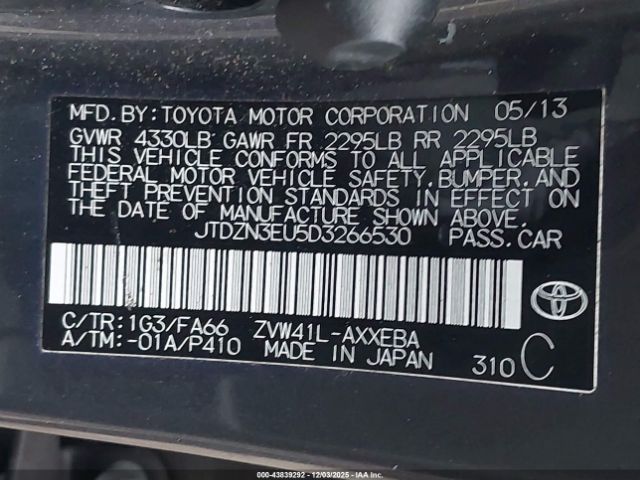 MFD. BY: TOYOTA MOTOR CORPORATION 05/13
GVWR 4330LB GAWR FR 2295LB RR 2295LB
THIS VEHICLE CONFORMS TO ALL APPLICABLE
FEDERAL MOTOR VEHICLE SAFETY, BUMPER, AND
THEFT PREVENTION STANDARDS IN EFFECT ON
THE DATE OF MANUFACTURE SHOWN ABOVE.
JTDZN3EU5D3266530 PASS. CAR
C/TR: 1G3/FA66 ZVW41L-AXXEBA
A/TM: -01A/P410 MADE IN JAPAN 310 C
000-43839292 - 12/03/2025 - IAAI.COM